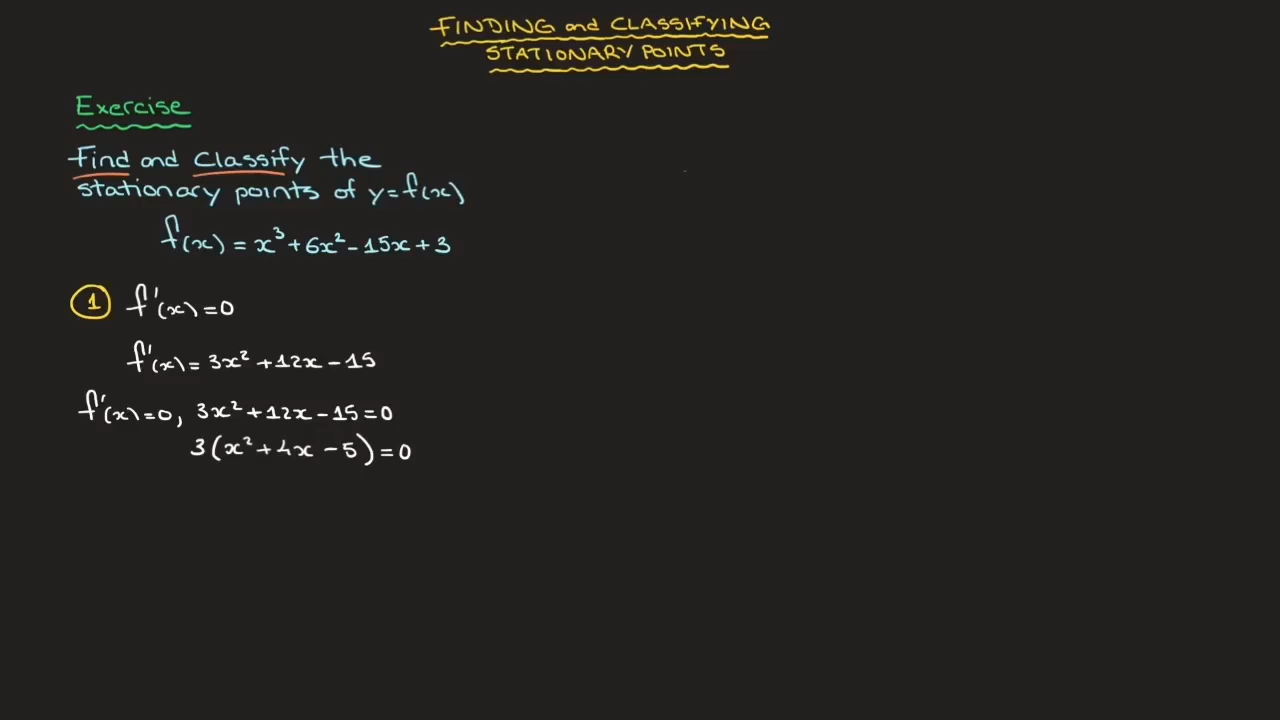 FINDING and CLASSIFYING
STATIONARY POINTS
Exercise
Find and Classify the
stationary points of y=f(x)
f(x) = x³ + 6x² - 15x + 3
1 f'(x) = 0
f'(x) = 3x² + 12x - 15
f'(x) = 0, 3x² + 12x - 15 = 0
3(x² + 4x - 5) = 0